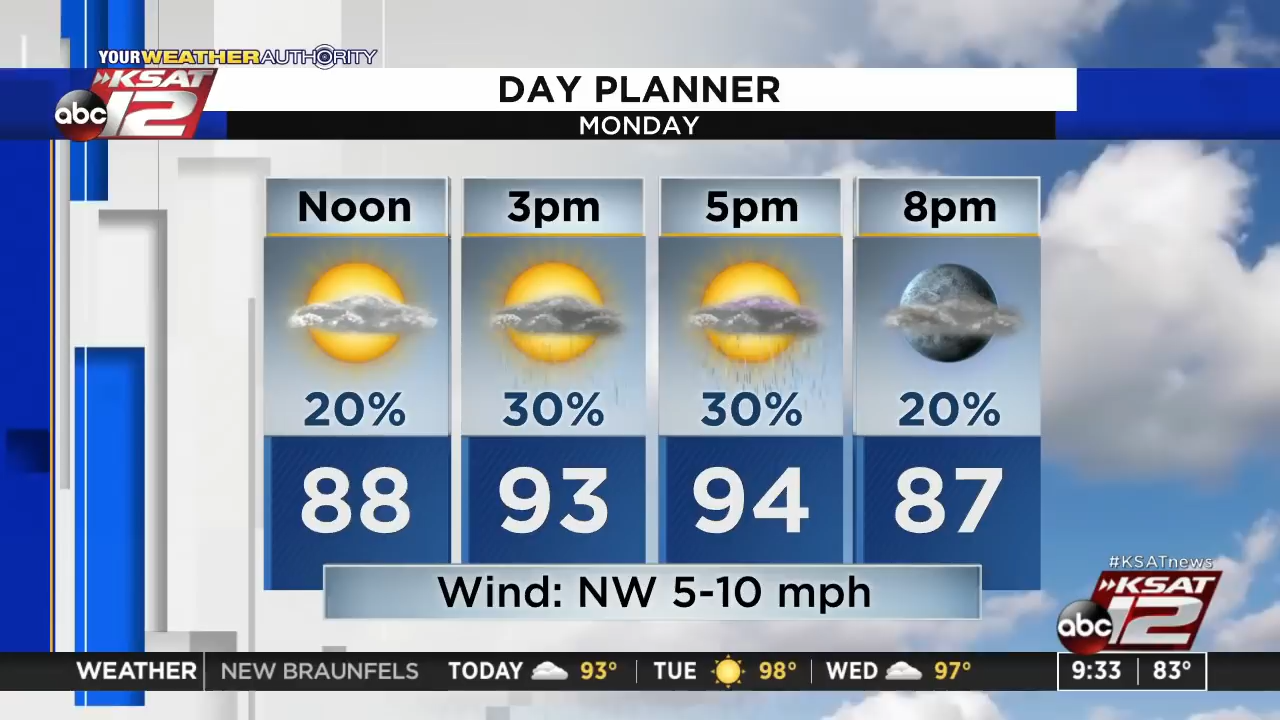 YOURWEATHERAUTHORITY
KSAT
abc 12
DAY PLANNER
MONDAY
Noon 3pm 5pm 8pm
20% 30% 30% 20%
88 93 94 87
Wind: NW 5-10 mph
#KSATnews
KSAT
abc 12
WEATHER NEW BRAUNFELS TODAY 93° TUE 98° WED 97° 9:33 83°